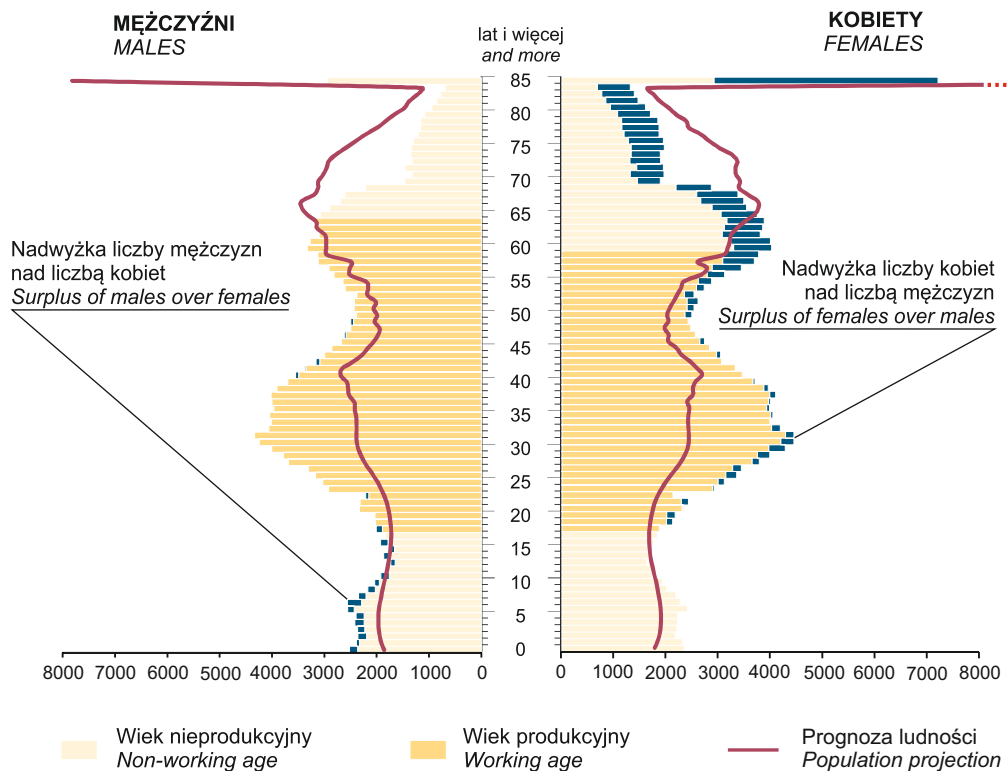 MĘŻCZYŹNI
MALES
lat i więcej
and more
KOBIETY
FEMALES
85
80
75
70
65
60
55
50
45
40
35
30
25
20
15
10
5
0
Nadwyżka liczby mężczyzn
nad liczbą kobiet
Surplus of males over females
Nadwyżka liczby kobiet
nad liczbą mężczyzn
Surplus of females over males
8000 7000 6000 5000 4000 3000 2000 1000 0
0 1000 2000 3000 4000 5000 6000 7000 8000
Wiek nieprodukcyjny
Non-working age
Wiek produkcyjny
Working age
Prognoza ludności
Population projection